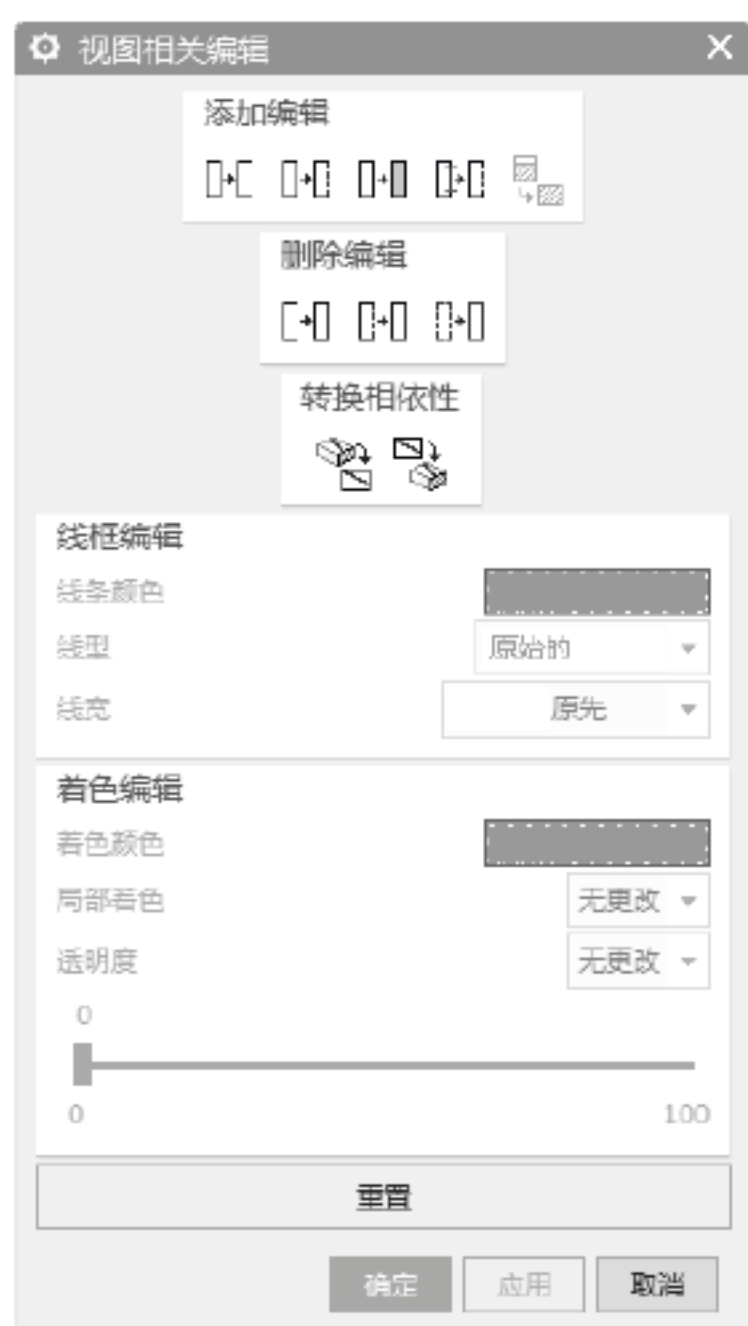 视图相关编辑
添加编辑
删除编辑
转换相依性
线框编辑
线条颜色
线型 原始的
线宽 原先
着色编辑
着色颜色
局部着色 无更改
透明度 无更改
0
0 100
重置
确定 应用 取消